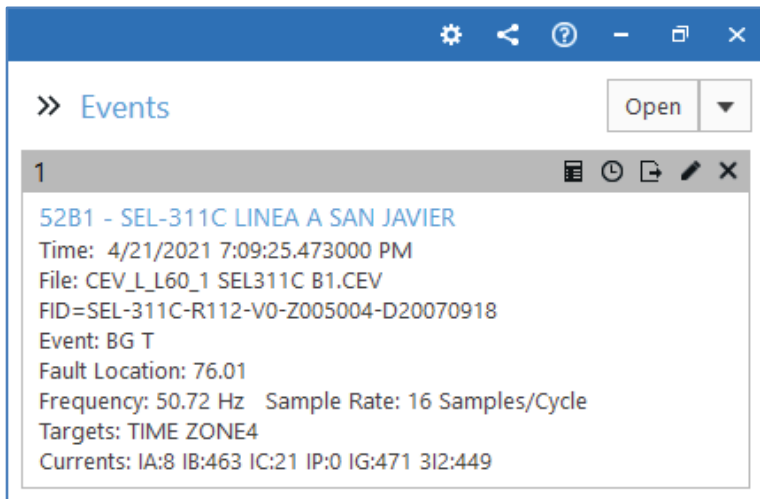 Events
Open
1
52B1 - SEL-311C LINEA A SAN JAVIER
Time: 4/21/2021 7:09:25.473000 PM
File: CEV_L_L60_1 SEL311C B1.CEV
FID=SEL-311C-R112-V0-Z005004-D20070918
Event: BG T
Fault Location: 76.01
Frequency: 50.72 Hz Sample Rate: 16 Samples/Cycle
Targets: TIME ZONE4
Currents: IA:8 IB:463 IC:21 IP:0 IG:471 3I2:449